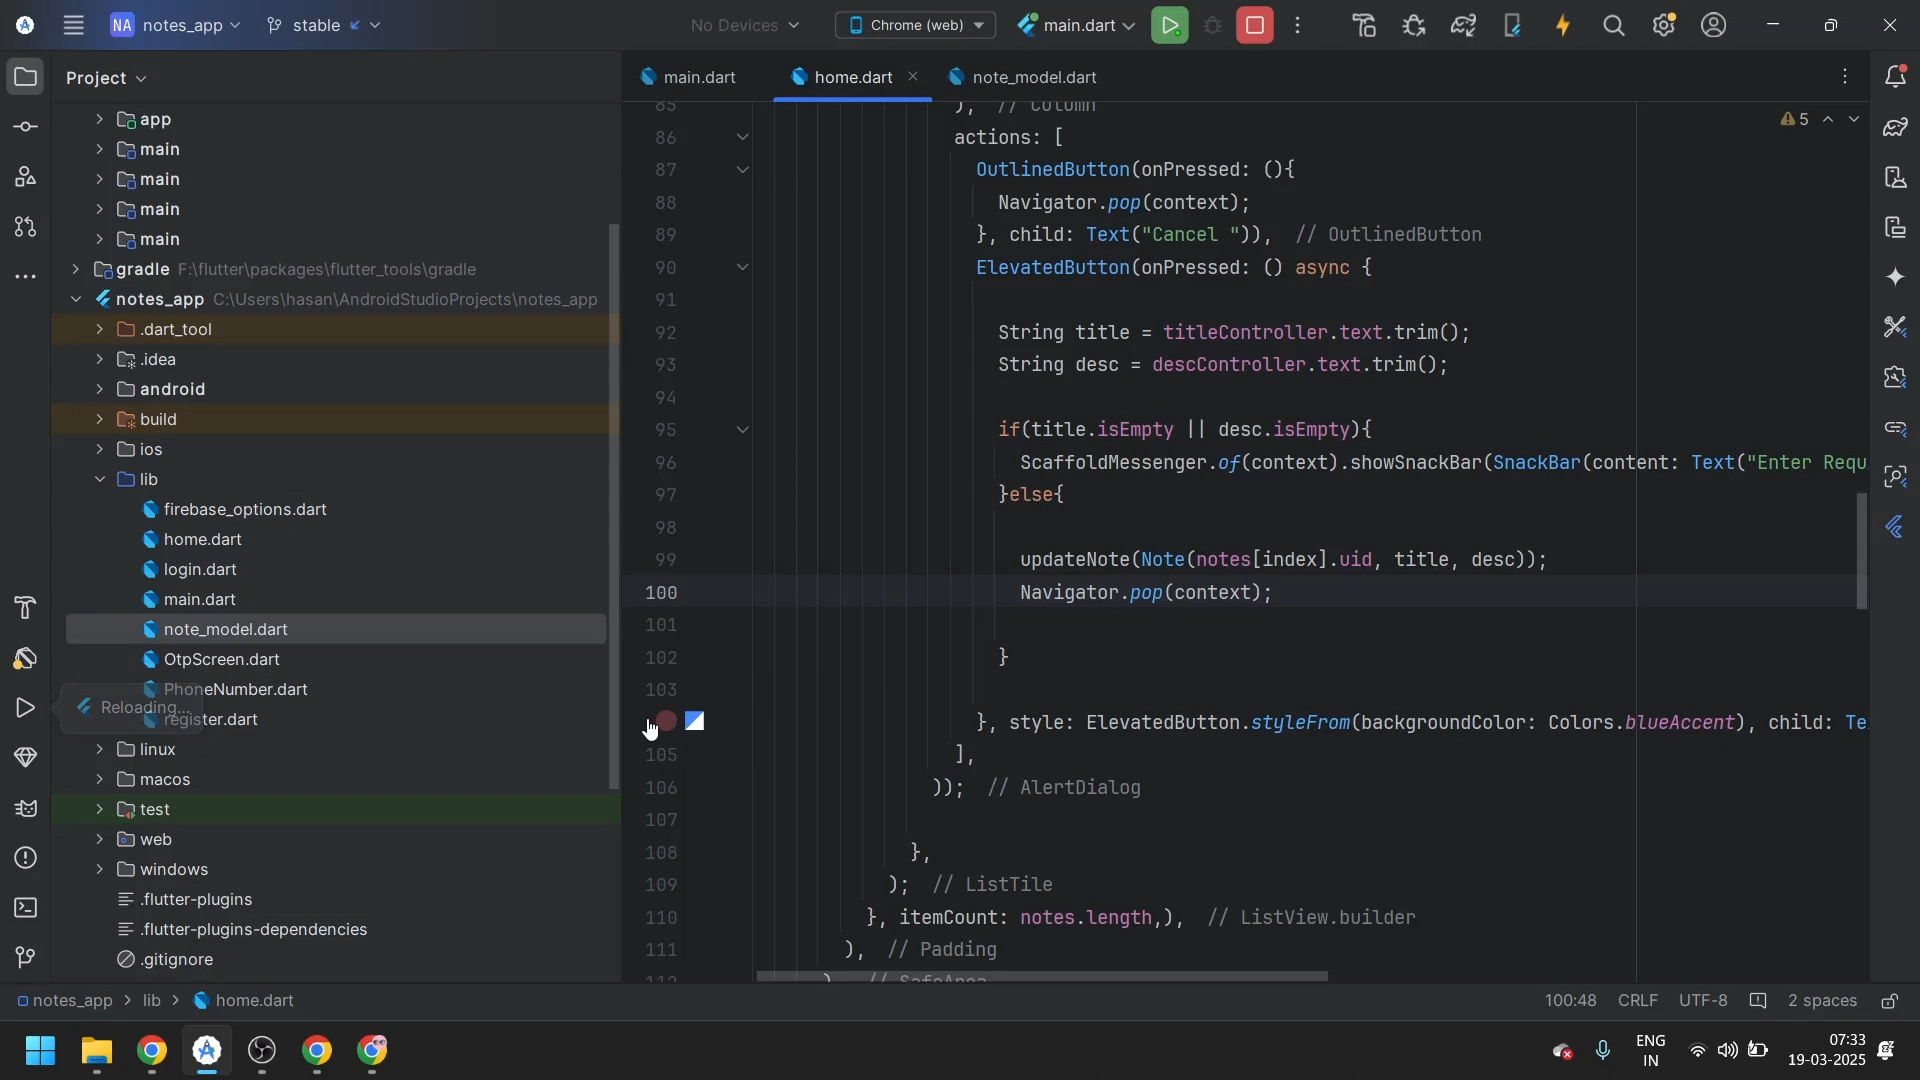 NA notes_app stable No Devices Chrome (web) main.dart
Project
main.dart home.dart note_model.dart
app
main
main
main
main
gradle F:\flutter\packages\flutter_tools\gradle
notes_app C:\Users\hasan\AndroidStudioProjects\notes_app
.dart_tool
.idea
android
build
ios
lib
firebase_options.dart
home.dart
login.dart
main.dart
note_model.dart
OtpScreen.dart
PhoneNumber.dart
Reloading...
register.dart
linux
macos
test
web
windows
.flutter-plugins
.flutter-plugins-dependencies
.gitignore
5
85 ), // Column
86 actions: [
87 OutlinedButton(onPressed: (){
88 Navigator.pop(context);
89 }, child: Text("Cancel ")), // OutlinedButton
90 ElevatedButton(onPressed: () async {
91
92 String title = titleController.text.trim();
93 String desc = descController.text.trim();
94
95 if(title.isEmpty || desc.isEmpty){
96 ScaffoldMessenger.of(context).showSnackBar(SnackBar(content: Text("Enter Requ
97 }else{
98
99 updateNote(Note(notes[index].uid, title, desc));
100 Navigator.pop(context);
101
102 }
103
}, style: ElevatedButton.styleFrom(backgroundColor: Colors.blueAccent), child: Te
105 ],
106 )); // AlertDialog
107
108 },
109 ); // ListTile
110 }, itemCount: notes.length,), // ListView.builder
111 ), // Padding
112 ), // SafeArea
notes_app lib home.dart 100:48 CRLF UTF-8 2 spaces
ENG
IN
07:33
19-03-2025